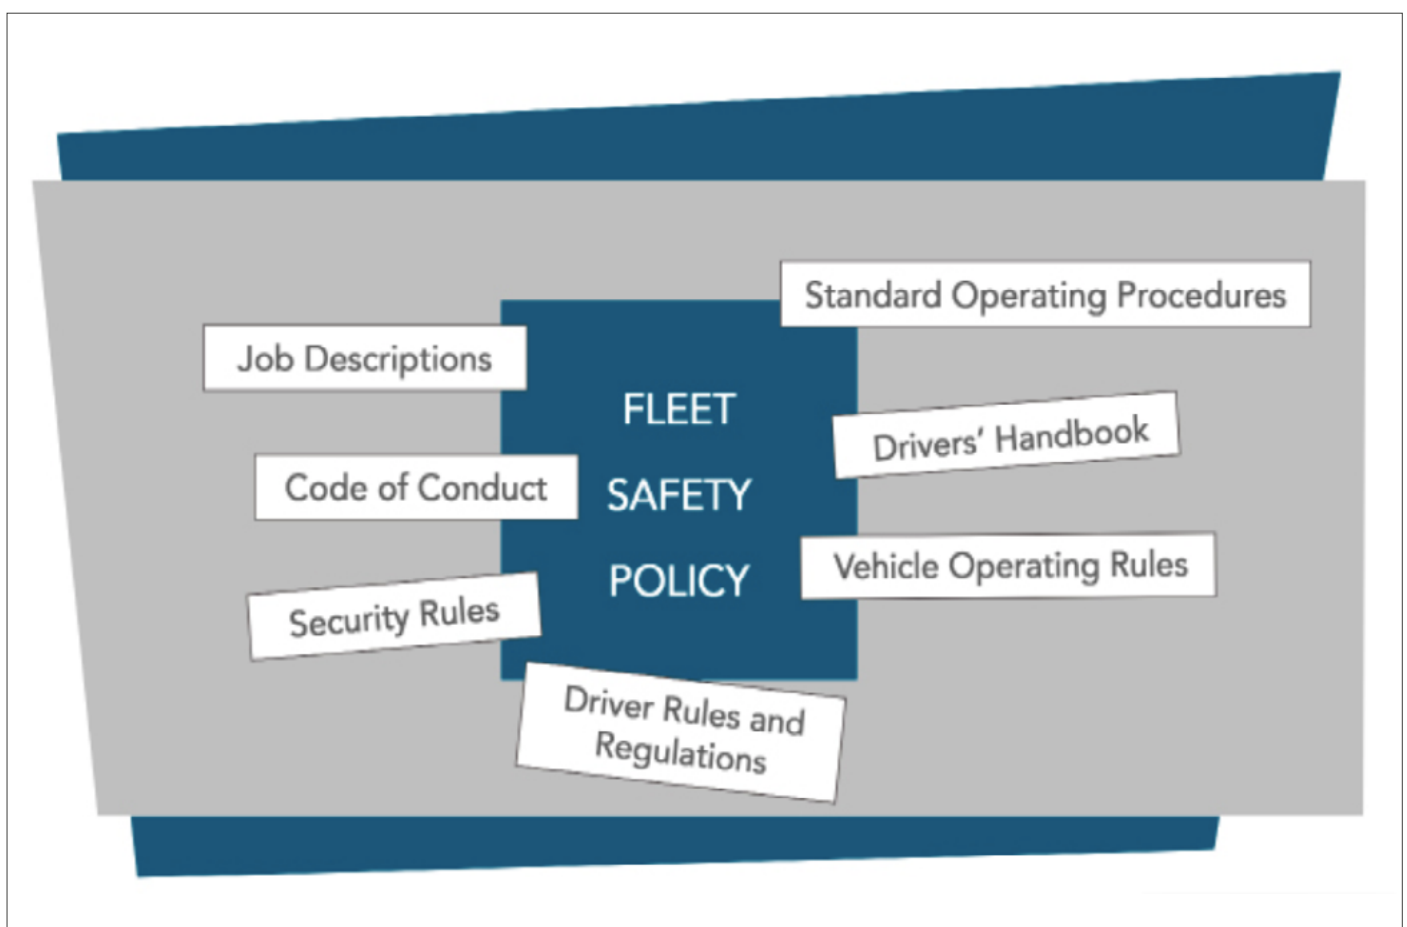 Standard Operating Procedures
Job Descriptions
FLEET
SAFETY
POLICY
Drivers’ Handbook
Code of Conduct
Vehicle Operating Rules
Security Rules
Driver Rules and
Regulations